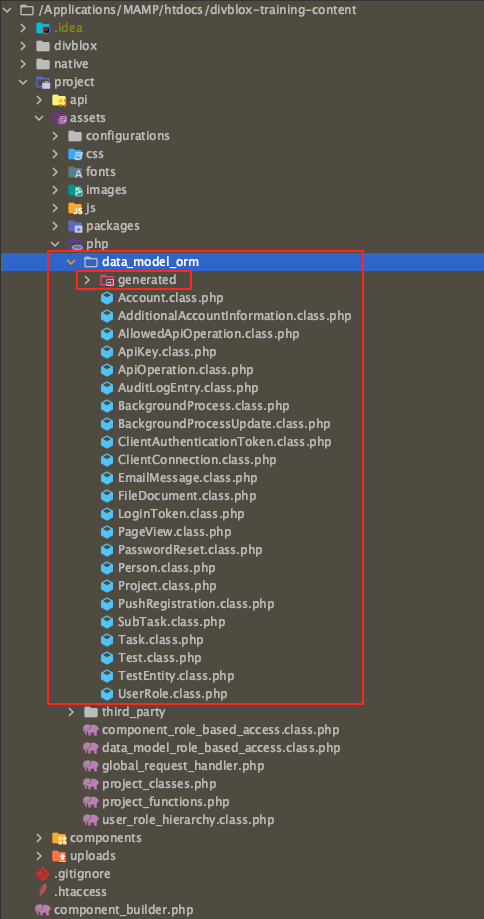 /Applications/MAMP/htdocs/divblox-training-content
.idea
divblox
native
project
api
assets
configurations
css
fonts
images
js
packages
php
data_model_orm
generated
Account.class.php
AdditionalAccountInformation.class.php
AllowedApiOperation.class.php
ApiKey.class.php
ApiOperation.class.php
AuditLogEntry.class.php
BackgroundProcess.class.php
BackgroundProcessUpdate.class.php
ClientAuthenticationToken.class.php
ClientConnection.class.php
EmailMessage.class.php
FileDocument.class.php
LoginToken.class.php
PageView.class.php
PasswordReset.class.php
Person.class.php
Project.class.php
PushRegistration.class.php
SubTask.class.php
Task.class.php
Test.class.php
TestEntity.class.php
UserRole.class.php
third_party
component_role_based_access.class.php
data_model_role_based_access.class.php
global_request_handler.php
project_classes.php
project_functions.php
user_role_hierarchy.class.php
components
uploads
.gitignore
.htaccess
component_builder.php